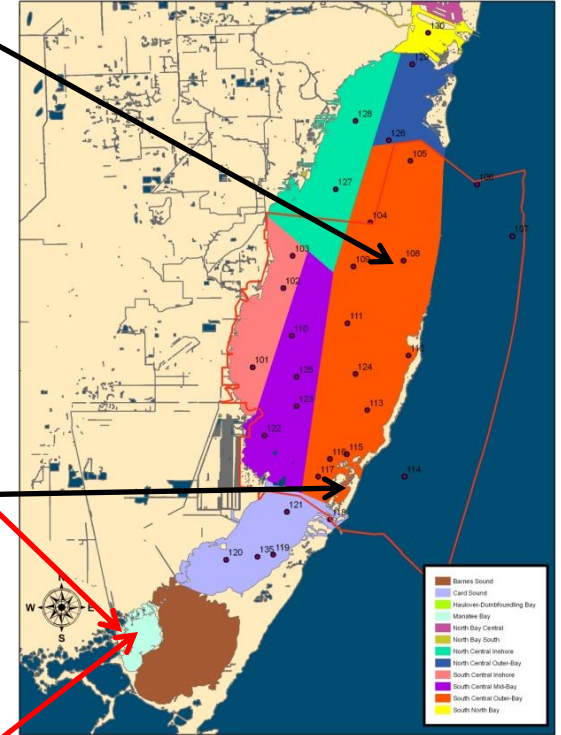 130
129
128
126
105
106
127
104
107
103
108
109
102
111
110
101
124
125
123
113
122
115
116
114
117
121
118
119
135
120
N
W E
S
Barnes Sound
Card Sound
Haulover-Dumbfoundling Bay
Manatee Bay
North Bay Central
North Bay South
North Central Inshore
North Central Outer-Bay
South Central Inshore
South Central Mid-Bay
South Central Outer-Bay
South North Bay